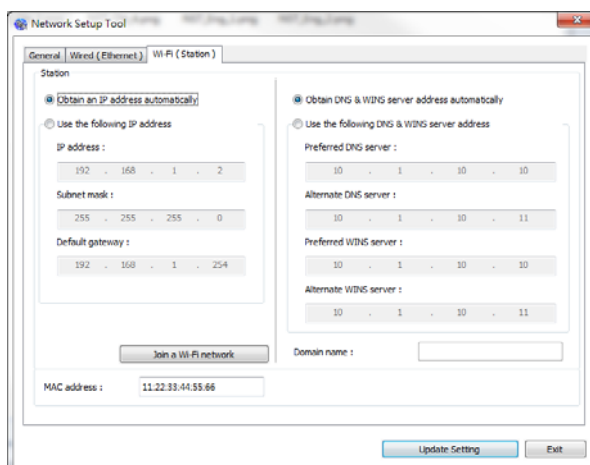 Network Setup Tool
General Wired ( Ethernet ) Wi-Fi ( Station )
Station
Obtain an IP address automatically
Use the following IP address
IP address :
192 . 168 . 1 . 2
Subnet mask :
255 . 255 . 255 . 0
Default gateway :
192 . 168 . 1 . 254
Join a Wi-Fi network
Obtain DNS & WINS server address automatically
Use the following DNS & WINS server address
Preferred DNS server :
10 . 1 . 10 . 10
Alternate DNS server :
10 . 1 . 10 . 11
Preferred WINS server :
10 . 1 . 10 . 10
Alternate WINS server :
10 . 1 . 10 . 11
Domain name :
MAC address : 11:22:33:44:55:66
Update Setting Exit